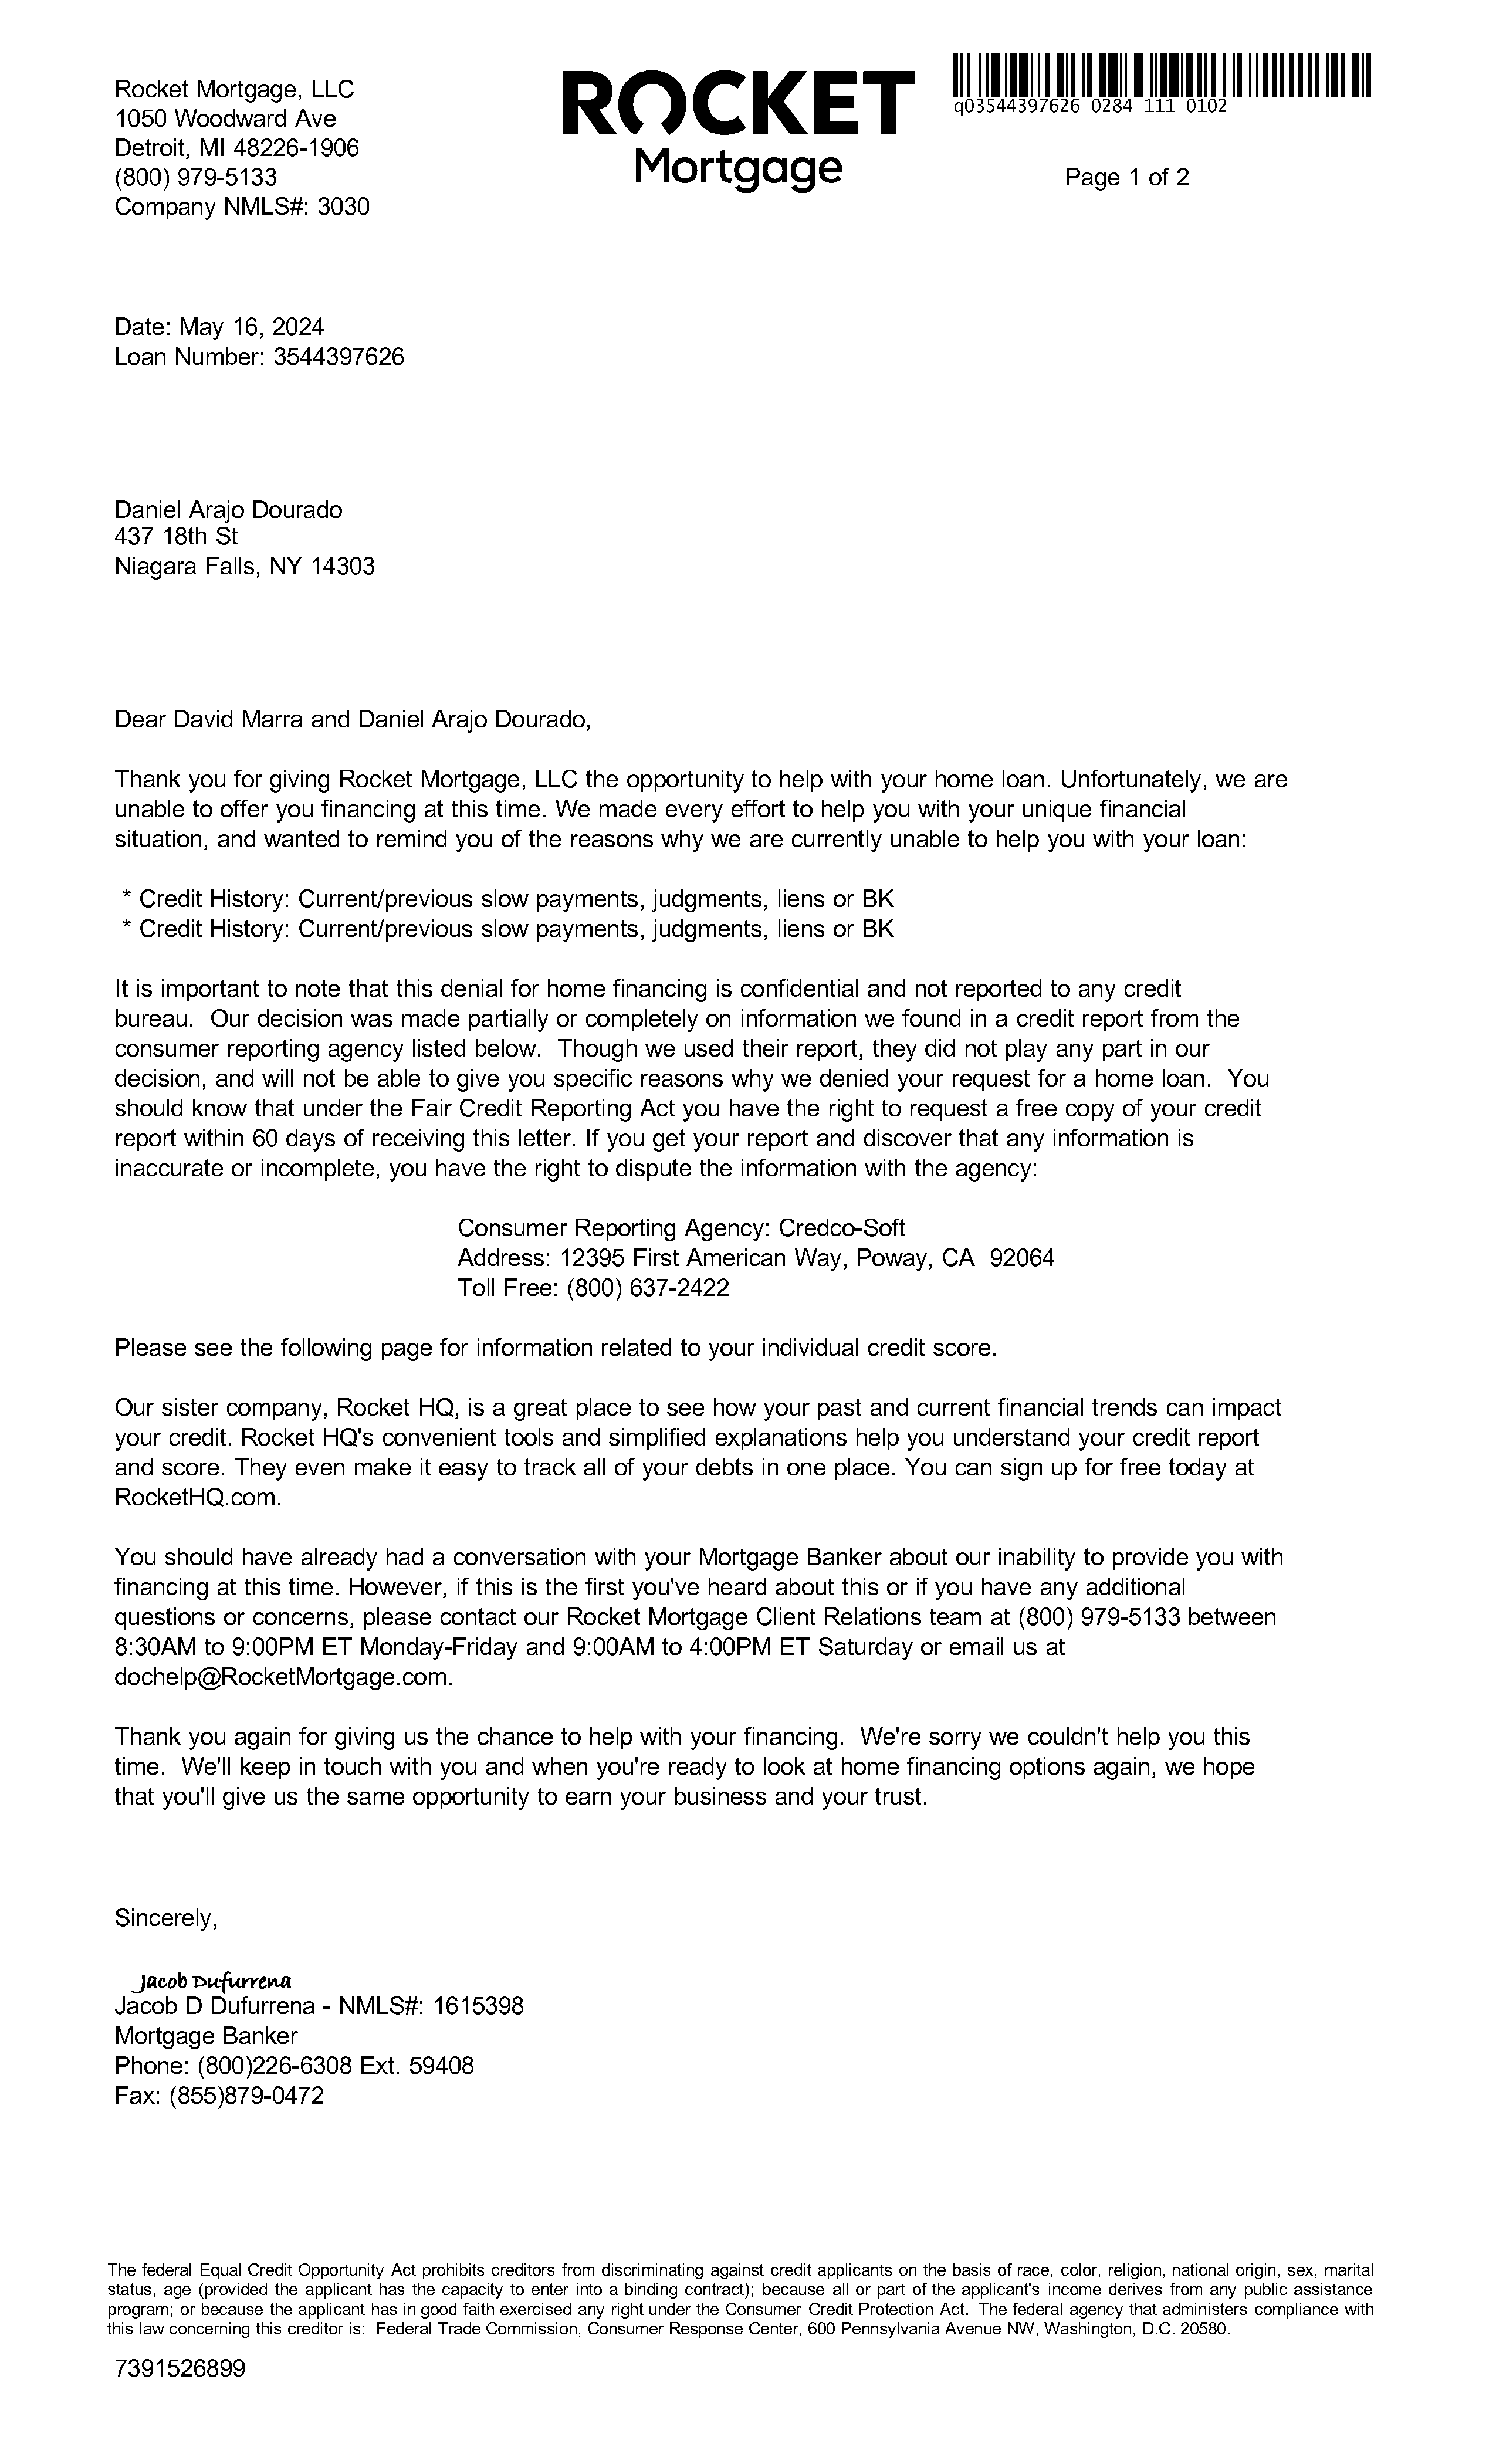 Rocket Mortgage, LLC
1050 Woodward Ave
Detroit, MI 48226-1906
(800) 979-5133
Company NMLS#: 3030
ROCKET
Mortgage
q03544397626 0284 111 0102
Page 1 of 2
Date: May 16, 2024
Loan Number: 3544397626
Daniel Arajo Dourado
437 18th St
Niagara Falls, NY 14303
Dear David Marra and Daniel Arajo Dourado,
Thank you for giving Rocket Mortgage, LLC the opportunity to help with your home loan. Unfortunately, we are
unable to offer you financing at this time. We made every effort to help you with your unique financial
situation, and wanted to remind you of the reasons why we are currently unable to help you with your loan:
* Credit History: Current/previous slow payments, judgments, liens or BK
* Credit History: Current/previous slow payments, judgments, liens or BK
It is important to note that this denial for home financing is confidential and not reported to any credit
bureau.  Our decision was made partially or completely on information we found in a credit report from the
consumer reporting agency listed below.  Though we used their report, they did not play any part in our
decision, and will not be able to give you specific reasons why we denied your request for a home loan.  You
should know that under the Fair Credit Reporting Act you have the right to request a free copy of your credit
report within 60 days of receiving this letter. If you get your report and discover that any information is
inaccurate or incomplete, you have the right to dispute the information with the agency:
Consumer Reporting Agency: Credco-Soft
Address: 12395 First American Way, Poway, CA  92064
Toll Free: (800) 637-2422
Please see the following page for information related to your individual credit score.
Our sister company, Rocket HQ, is a great place to see how your past and current financial trends can impact
your credit. Rocket HQ's convenient tools and simplified explanations help you understand your credit report
and score. They even make it easy to track all of your debts in one place. You can sign up for free today at
RocketHQ.com.
You should have already had a conversation with your Mortgage Banker about our inability to provide you with
financing at this time. However, if this is the first you've heard about this or if you have any additional
questions or concerns, please contact our Rocket Mortgage Client Relations team at (800) 979-5133 between
8:30AM to 9:00PM ET Monday-Friday and 9:00AM to 4:00PM ET Saturday or email us at
dochelp@RocketMortgage.com.
Thank you again for giving us the chance to help with your financing.  We're sorry we couldn't help you this
time.  We'll keep in touch with you and when you're ready to look at home financing options again, we hope
that you'll give us the same opportunity to earn your business and your trust.
Sincerely,
Jacob Dufurrena
Jacob D Dufurrena - NMLS#: 1615398
Mortgage Banker
Phone: (800)226-6308 Ext. 59408
Fax: (855)879-0472
The federal Equal Credit Opportunity Act prohibits creditors from discriminating against credit applicants on the basis of race, color, religion, national origin, sex, marital
status, age (provided the applicant has the capacity to enter into a binding contract); because all or part of the applicant's income derives from any public assistance
program; or because the applicant has in good faith exercised any right under the Consumer Credit Protection Act.  The federal agency that administers compliance with
this law concerning this creditor is:  Federal Trade Commission, Consumer Response Center, 600 Pennsylvania Avenue NW, Washington, D.C. 20580.
7391526899